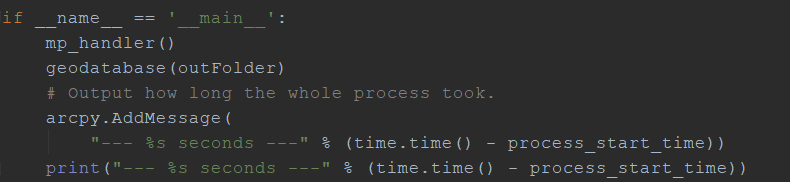 if __name__ == '__main__':
    mp_handler()
    geodatabase(outFolder)
    # Output how long the whole process took.
    arcpy.AddMessage(
        "--- %s seconds ---" % (time.time() - process_start_time))
    print("--- %s seconds ---" % (time.time() - process_start_time))